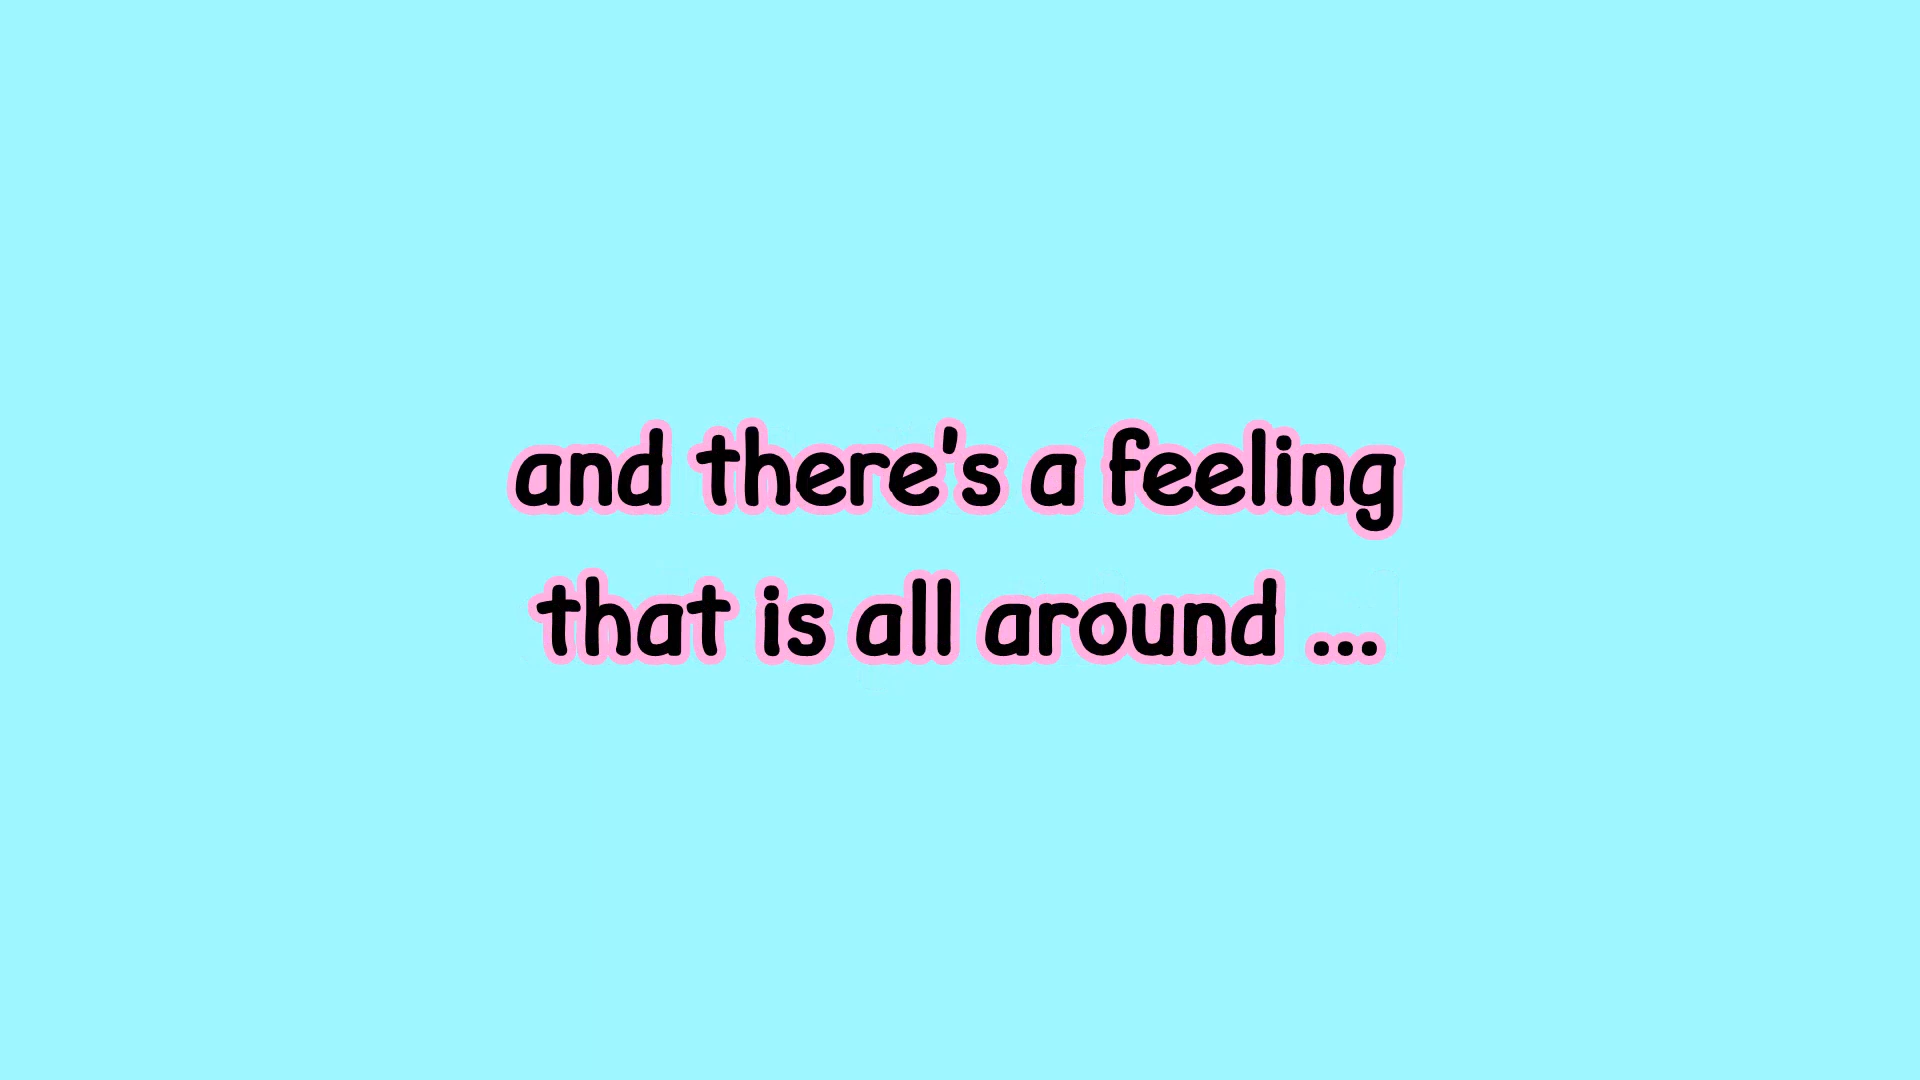 and there's a feeling
that is all around ...